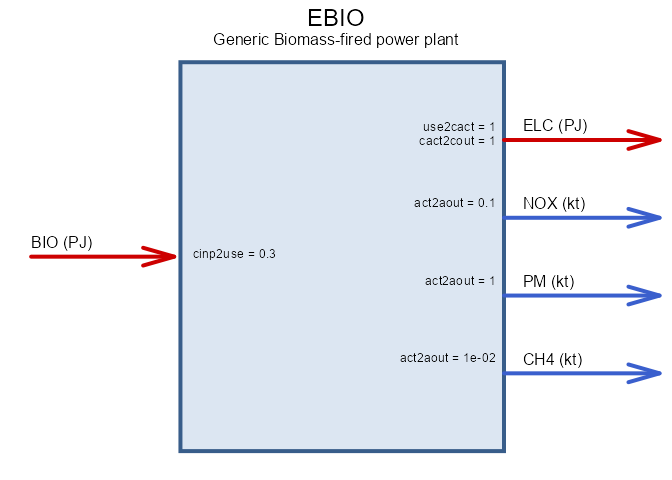 EBIO
Generic Biomass-fired power plant
use2cact = 1
cact2cout = 1
ELC (PJ)
act2aout = 0.1
NOX (kt)
BIO (PJ)
cinp2use = 0.3
act2aout = 1
PM (kt)
act2aout = 1e-02
CH4 (kt)